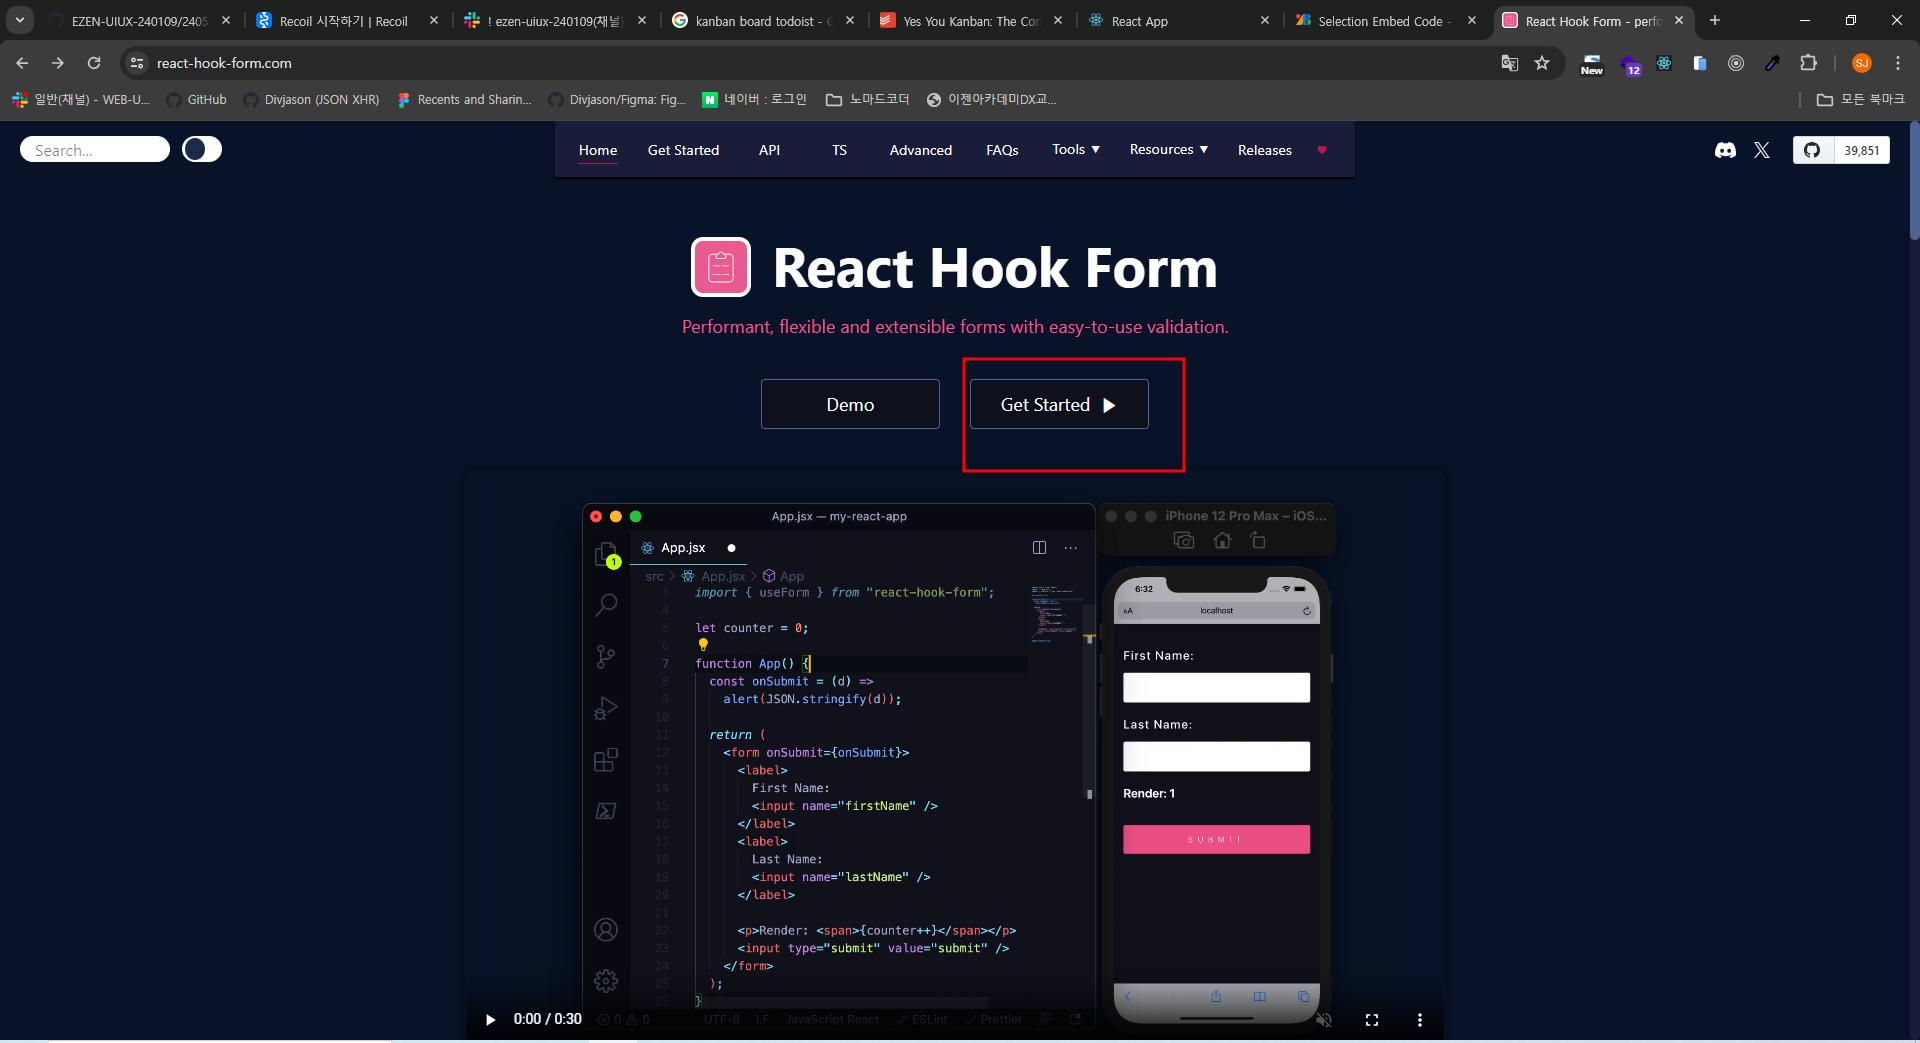 EZEN-UIUX-240109/2405
Recoil 시작하기 | Recoil
! ezen-uiux-240109(채널)
kanban board todoist - G
Yes You Kanban: The Con
React App
Selection Embed Code -
React Hook Form - perfo
react-hook-form.com
New
12
SJ
일반(채널) - WEB-U...
GitHub
Divjason (JSON XHR)
Recents and Sharin...
Divjason/Figma: Fig...
N 네이버 : 로그인
노마드코더
이젠아카데미DX교...
모든 북마크
Search...
Home
Get Started
API
TS
Advanced
FAQs
Tools ▼
Resources ▼
Releases
39,851
React Hook Form
Performant, flexible and extensible forms with easy-to-use validation.
Demo
Get Started
App.jsx — my-react-app
iPhone 12 Pro Max – iOS...
1
App.jsx
src > App.jsx > App
3 import { useForm } from "react-hook-form";
4
5 let counter = 0;
6
7 function App() {
8 const onSubmit = (d) =>
9 alert(JSON.stringify(d));
10
11 return (
12 <form onSubmit={onSubmit}>
13 <label>
14 First Name:
15 <input name="firstName" />
16 </label>
17 <label>
18 Last Name:
19 <input name="lastName" />
20 </label>
21
22 <p>Render: <span>{counter++}</span></p>
23 <input type="submit" value="submit" />
24 </form>
25 );
26 }
6:32
AA
localhost
First Name:
Last Name:
Render: 1
SUBMIT
0:00 / 0:30
0 0
UTF-8 LF JavaScript React ESLint Prettier